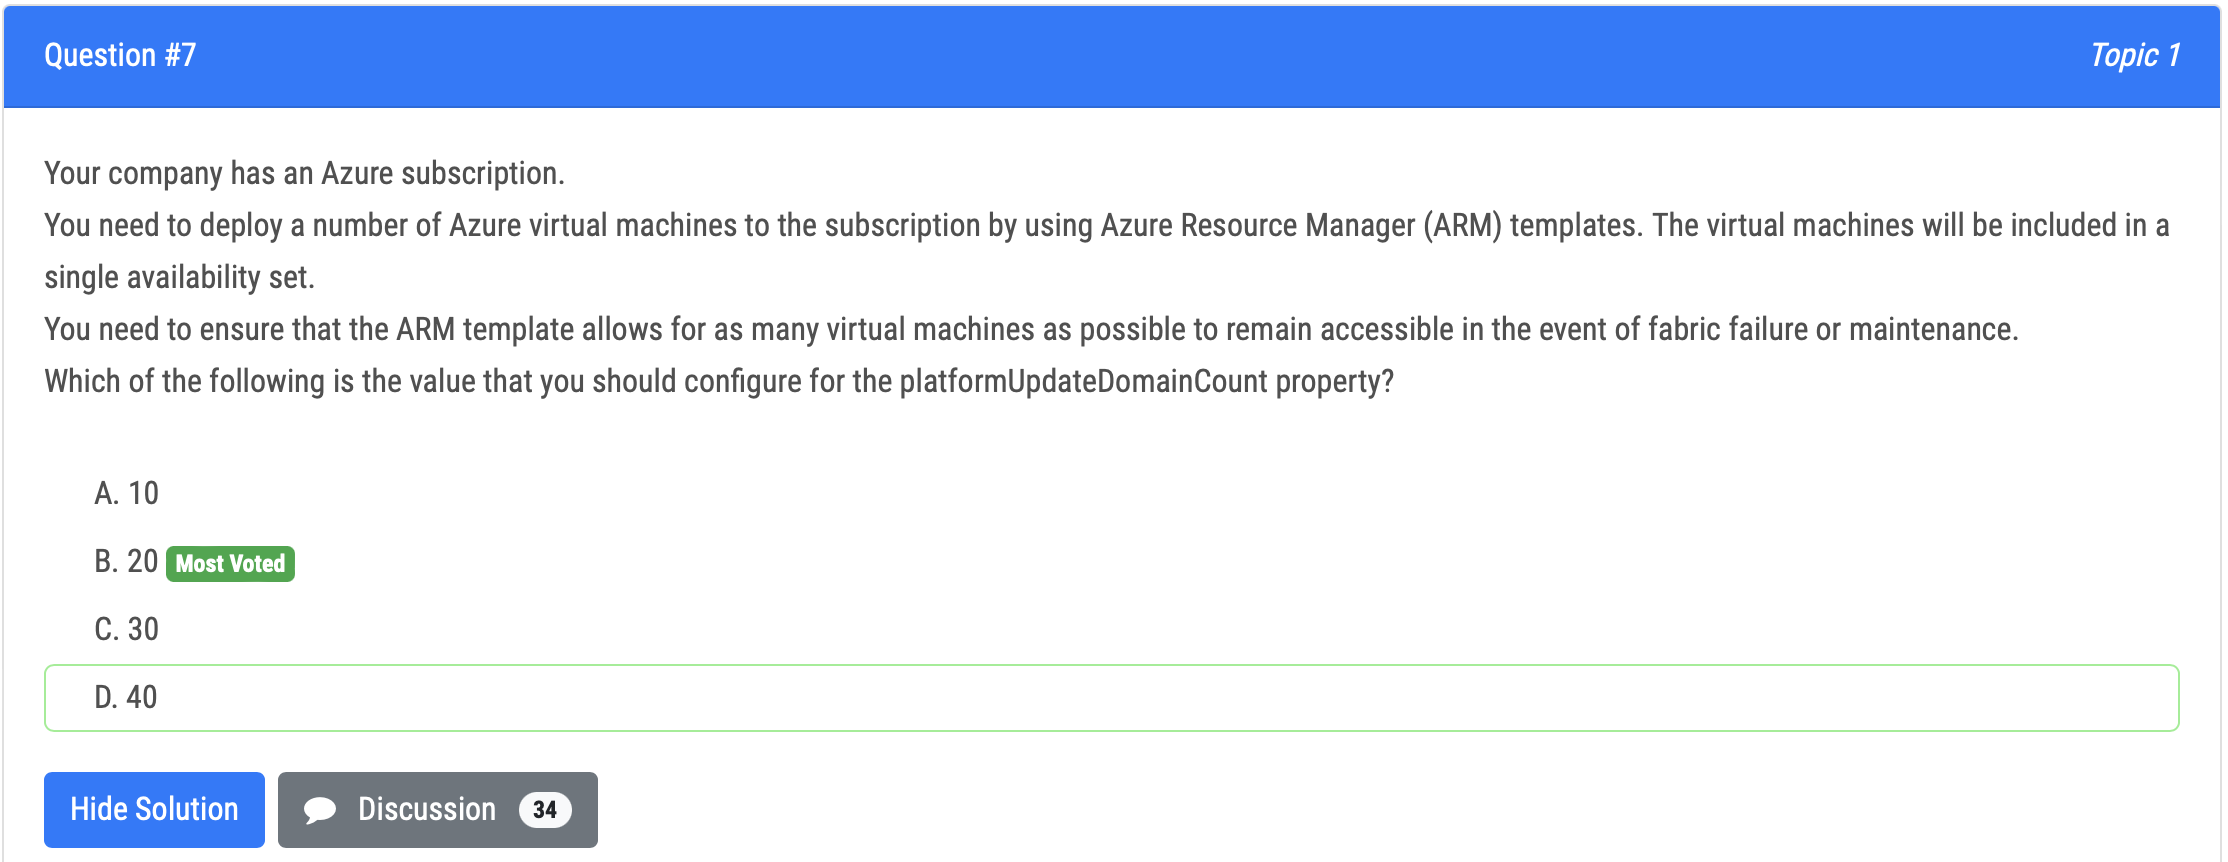 Question #7
Topic 1
Your company has an Azure subscription.
You need to deploy a number of Azure virtual machines to the subscription by using Azure Resource Manager (ARM) templates. The virtual machines will be included in a
single availability set.
You need to ensure that the ARM template allows for as many virtual machines as possible to remain accessible in the event of fabric failure or maintenance.
Which of the following is the value that you should configure for the platformUpdateDomainCount property?
A. 10
B. 20 Most Voted
C. 30
D. 40
Hide Solution
Discussion 34